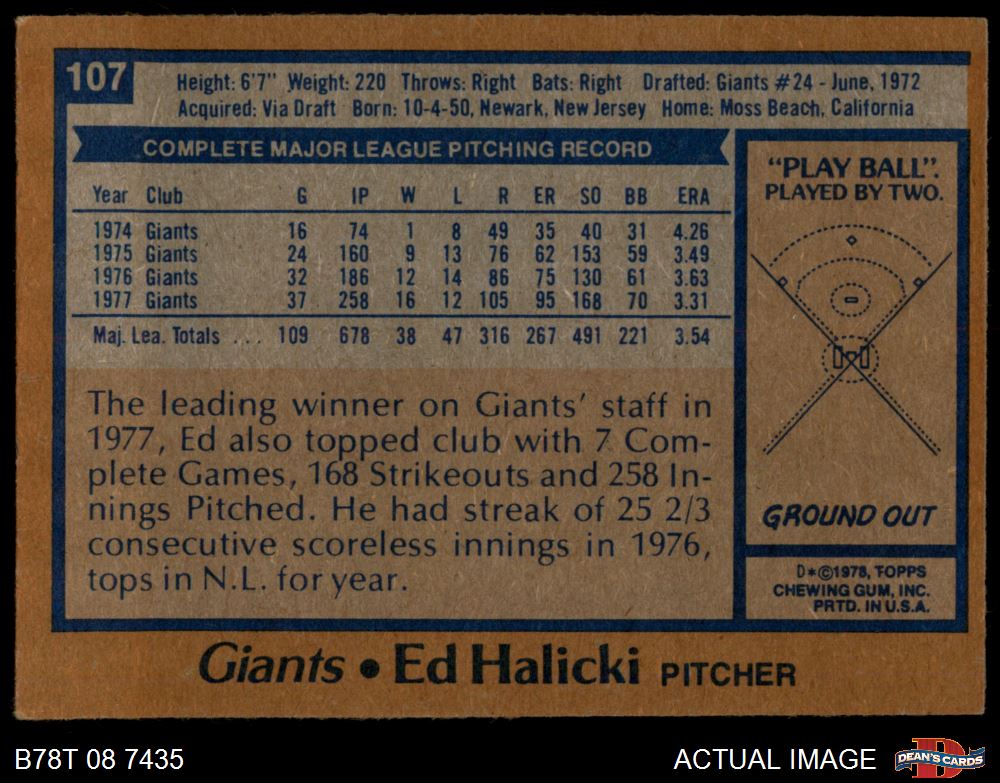 107
Height: 6'7" Weight: 220 Throws: Right Bats: Right Drafted: Giants #24 - June, 1972
Acquired: Via Draft Born: 10-4-50, Newark, New Jersey Home: Moss Beach, California
COMPLETE MAJOR LEAGUE PITCHING RECORD
Year Club G IP W L R ER SO BB ERA
1974 Giants 16 74 1 8 49 35 40 31 4.26
1975 Giants 24 160 9 13 76 62 153 59 3.49
1976 Giants 32 186 12 14 86 75 130 61 3.63
1977 Giants 37 258 16 12 105 95 168 70 3.31
Maj. Lea. Totals ... 109 678 38 47 316 267 491 221 3.54
The leading winner on Giants' staff in
1977, Ed also topped club with 7 Com-
plete Games, 168 Strikeouts and 258 In-
nings Pitched. He had streak of 25 2/3
consecutive scoreless innings in 1976,
tops in N.L. for year.
"PLAY BALL".
PLAYED BY TWO.
GROUND OUT
D*©1978, TOPPS
CHEWING GUM, INC.
PRTD. IN U.S.A.
Giants • Ed Halicki PITCHER
B78T 08 7435
ACTUAL IMAGE
D
DEAN'S CARDS